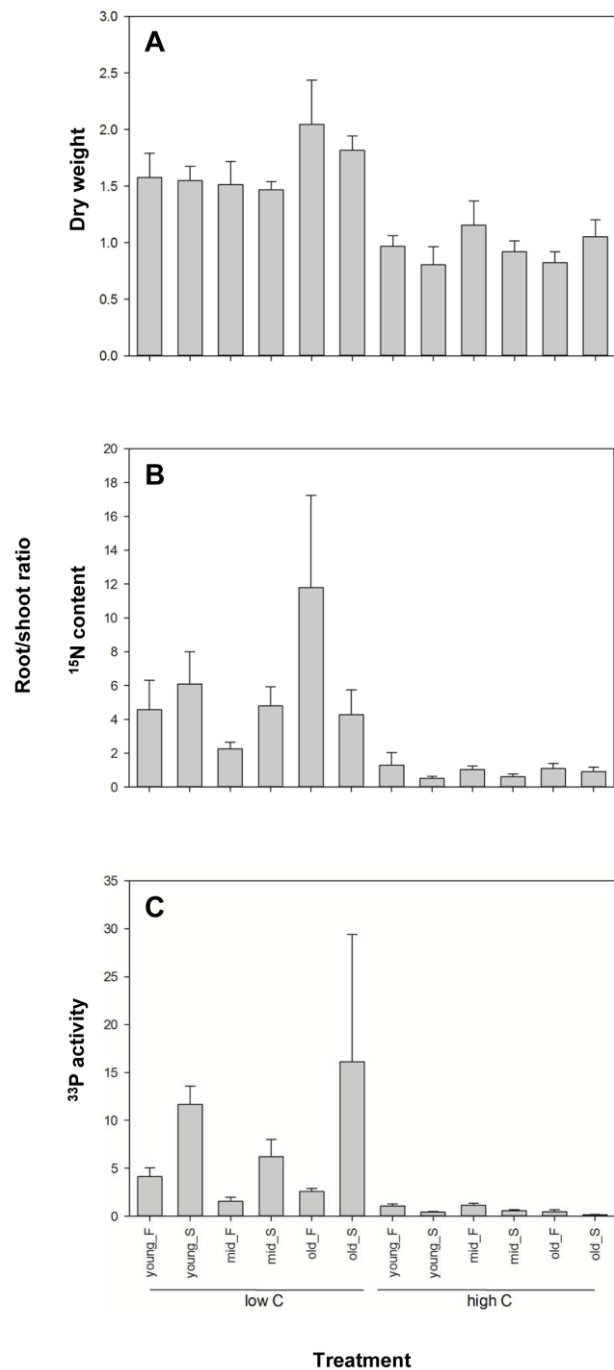 A
3.0
2.5
2.0
1.5
1.0
0.5
0.0
Dry weight
B
20
18
16
14
12
10
8
6
4
2
0
Root/shoot ratio
¹⁵N content
C
35
30
25
20
15
10
5
0
³³P activity
young_F young_S mid_F mid_S old_F old_S young_F young_S mid_F mid_S old_F old_S
low C high C
Treatment